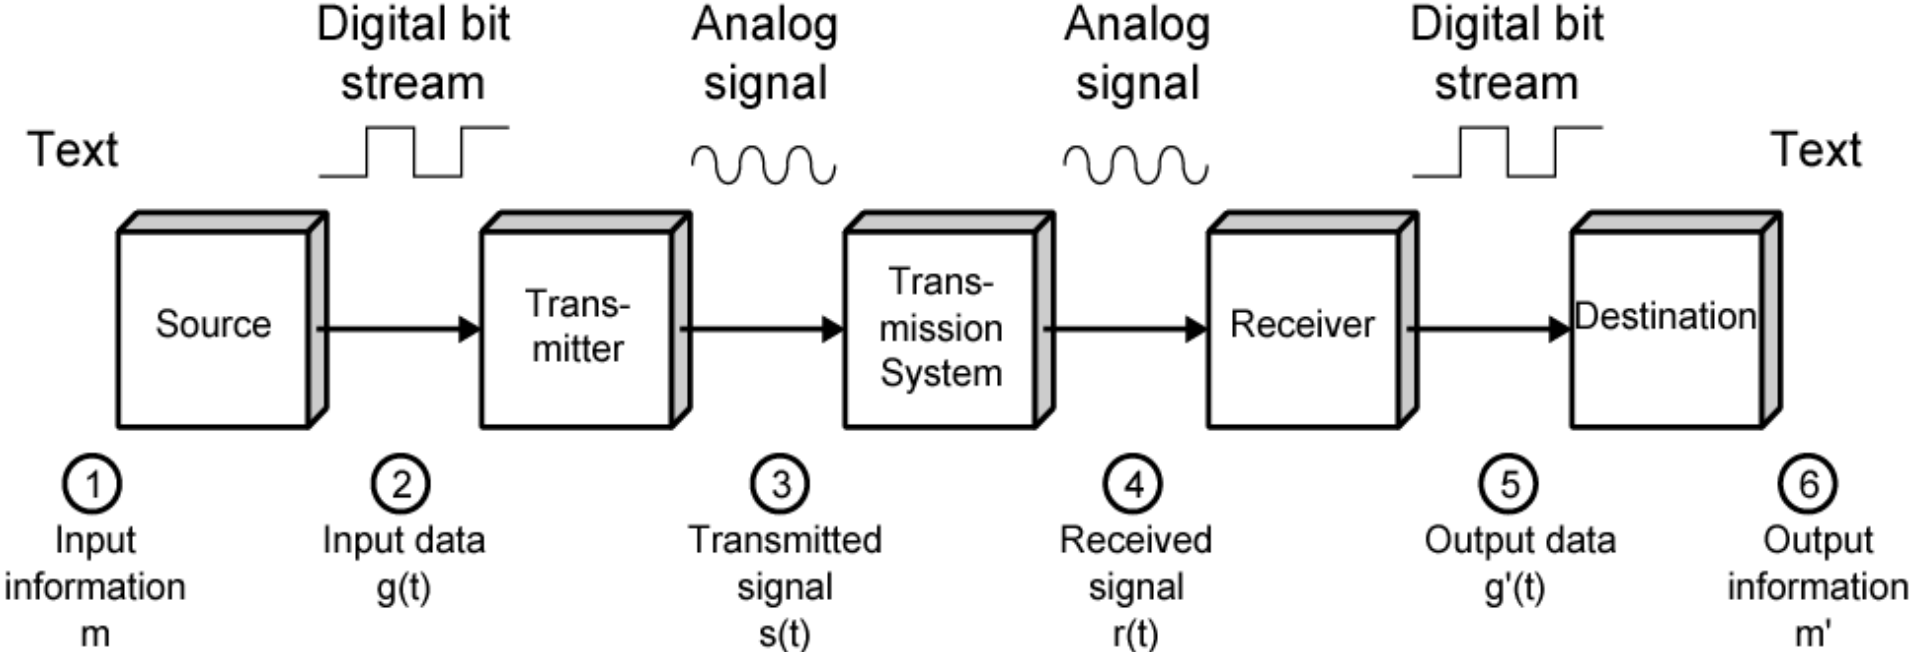 Digital bit
stream
Analog
signal
Analog
signal
Digital bit
stream
Text
Text
Source
Trans-
mitter
Trans-
mission
System
Receiver
Destination
1
Input
information
m
2
Input data
g(t)
3
Transmitted
signal
s(t)
4
Received
signal
r(t)
5
Output data
g'(t)
6
Output
information
m'